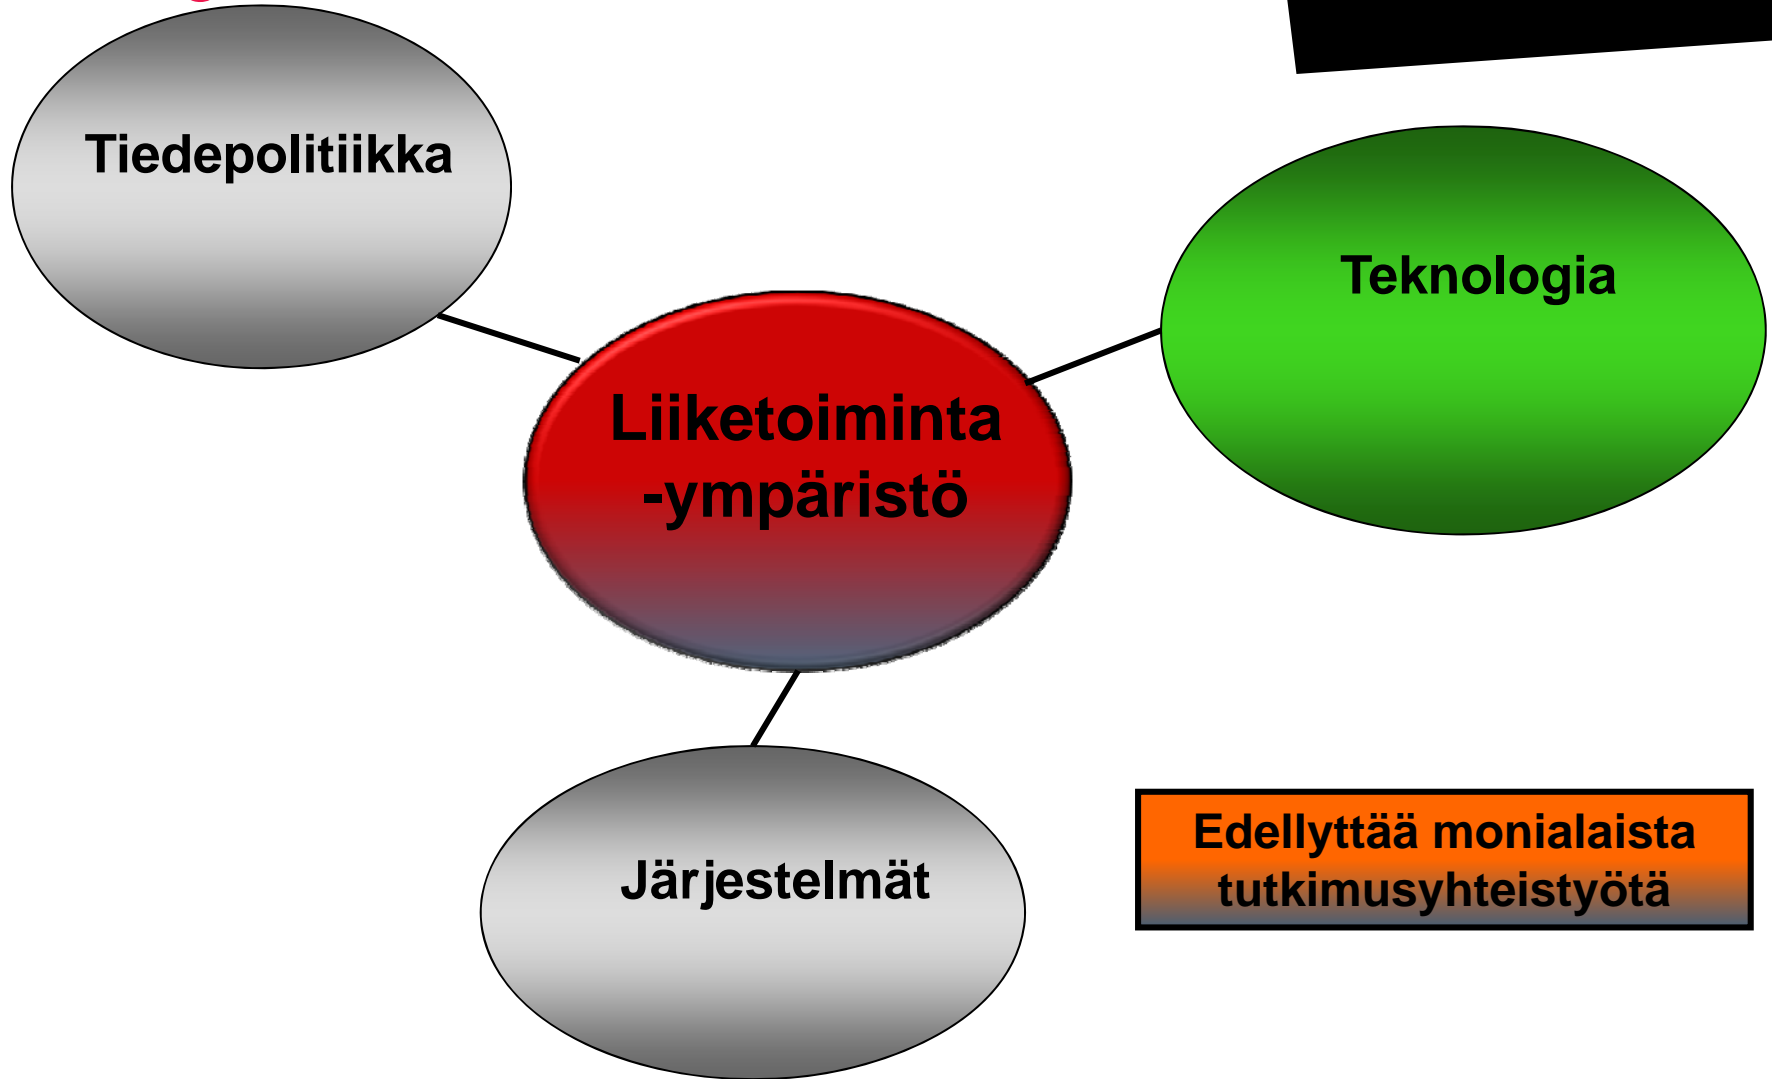 Tiedepolitiikka
Teknologia
Liiketoiminta
-ympäristö
Järjestelmät
Edellyttää monialaista
tutkimusyhteistyötä